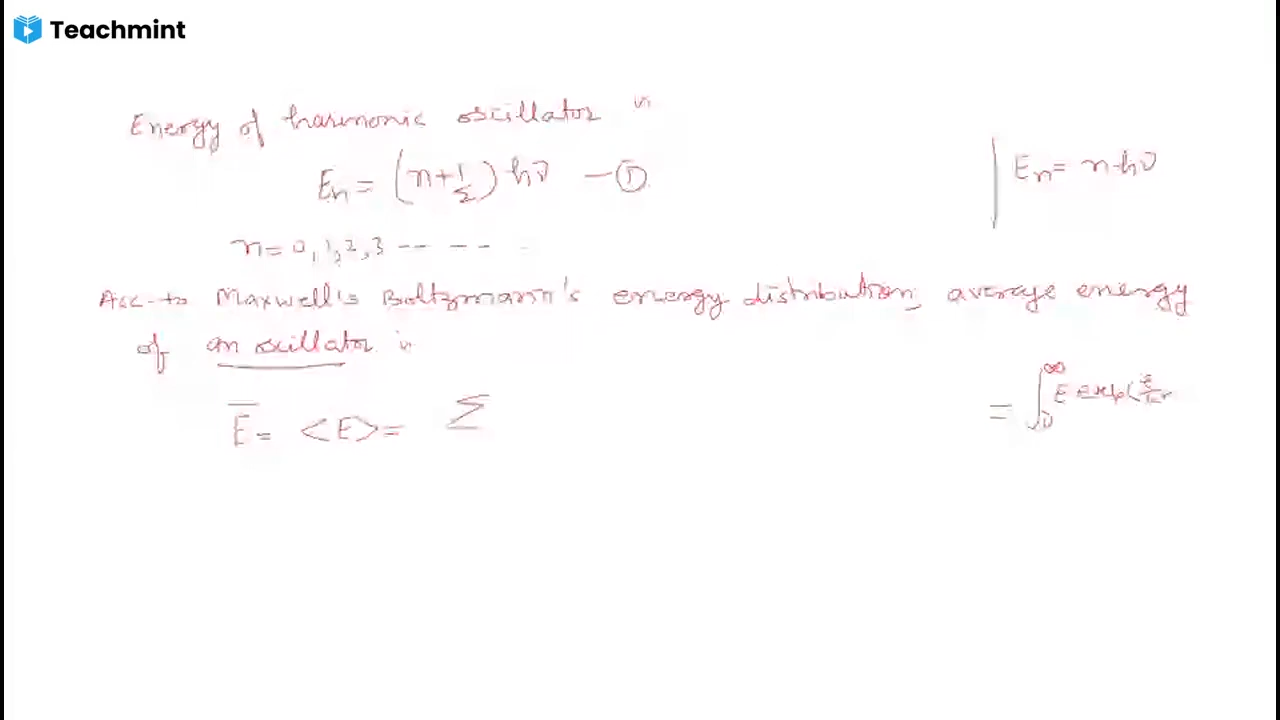 Teachmint
Energy of harmonic oscillator is
Eₙ = (n + 1/2) hν — ①
| Eₙ = nhν
n = 0, 1, 2, 3 -- -- -
Acc-to Maxwell's Boltzmann's energy distribution, average energy
of an oscillator is
E̅ = <E> = Σ
= ∫₀^∞ E exp(